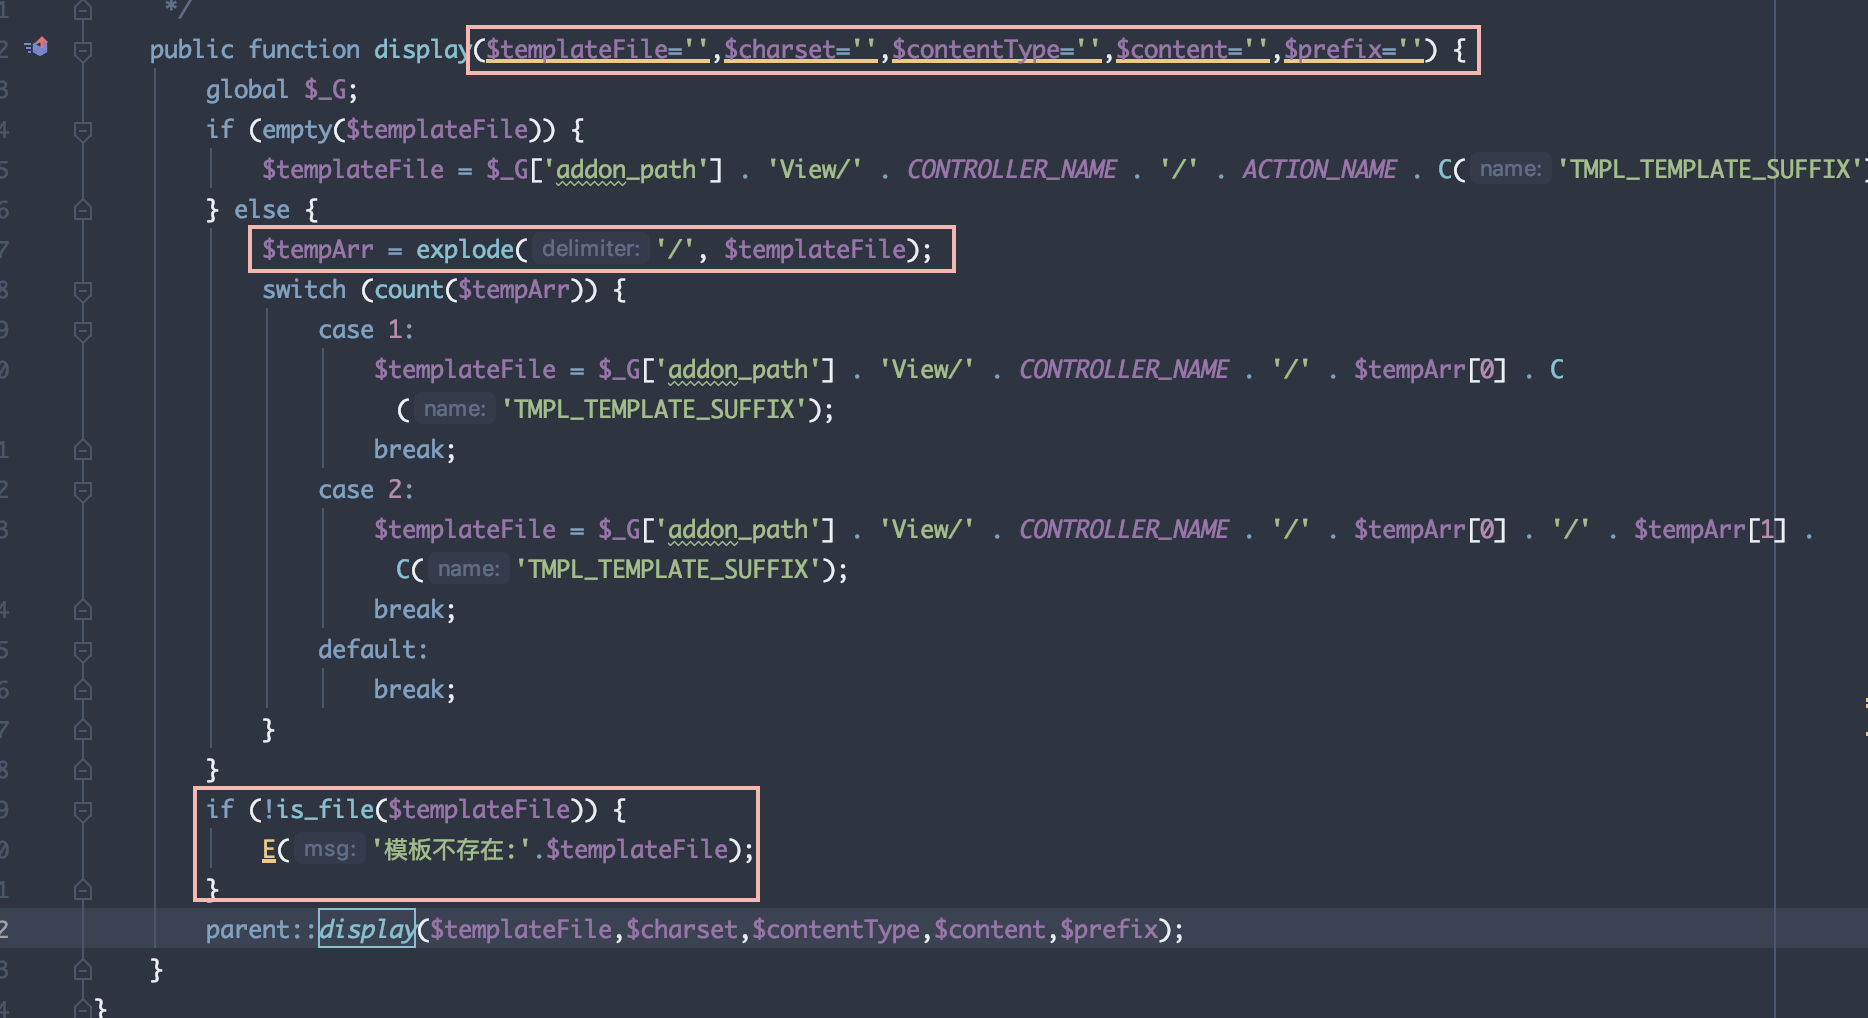 */
public function display($templateFile='',$charset='',$contentType='',$content='',$prefix='') {
global $_G;
if (empty($templateFile)) {
$templateFile = $_G['addon_path'] . 'View/' . CONTROLLER_NAME . '/' . ACTION_NAME . C( name: 'TMPL_TEMPLATE_SUFFIX'
} else {
$tempArr = explode( delimiter: '/', $templateFile);
switch (count($tempArr)) {
case 1:
$templateFile = $_G['addon_path'] . 'View/' . CONTROLLER_NAME . '/' . $tempArr[0] . C
( name: 'TMPL_TEMPLATE_SUFFIX');
break;
case 2:
$templateFile = $_G['addon_path'] . 'View/' . CONTROLLER_NAME . '/' . $tempArr[0] . '/' . $tempArr[1] .
C( name: 'TMPL_TEMPLATE_SUFFIX');
break;
default:
break;
}
}
if (!is_file($templateFile)) {
E( msg: '模板不存在:'.$templateFile);
}
parent::display($templateFile,$charset,$contentType,$content,$prefix);
}
}